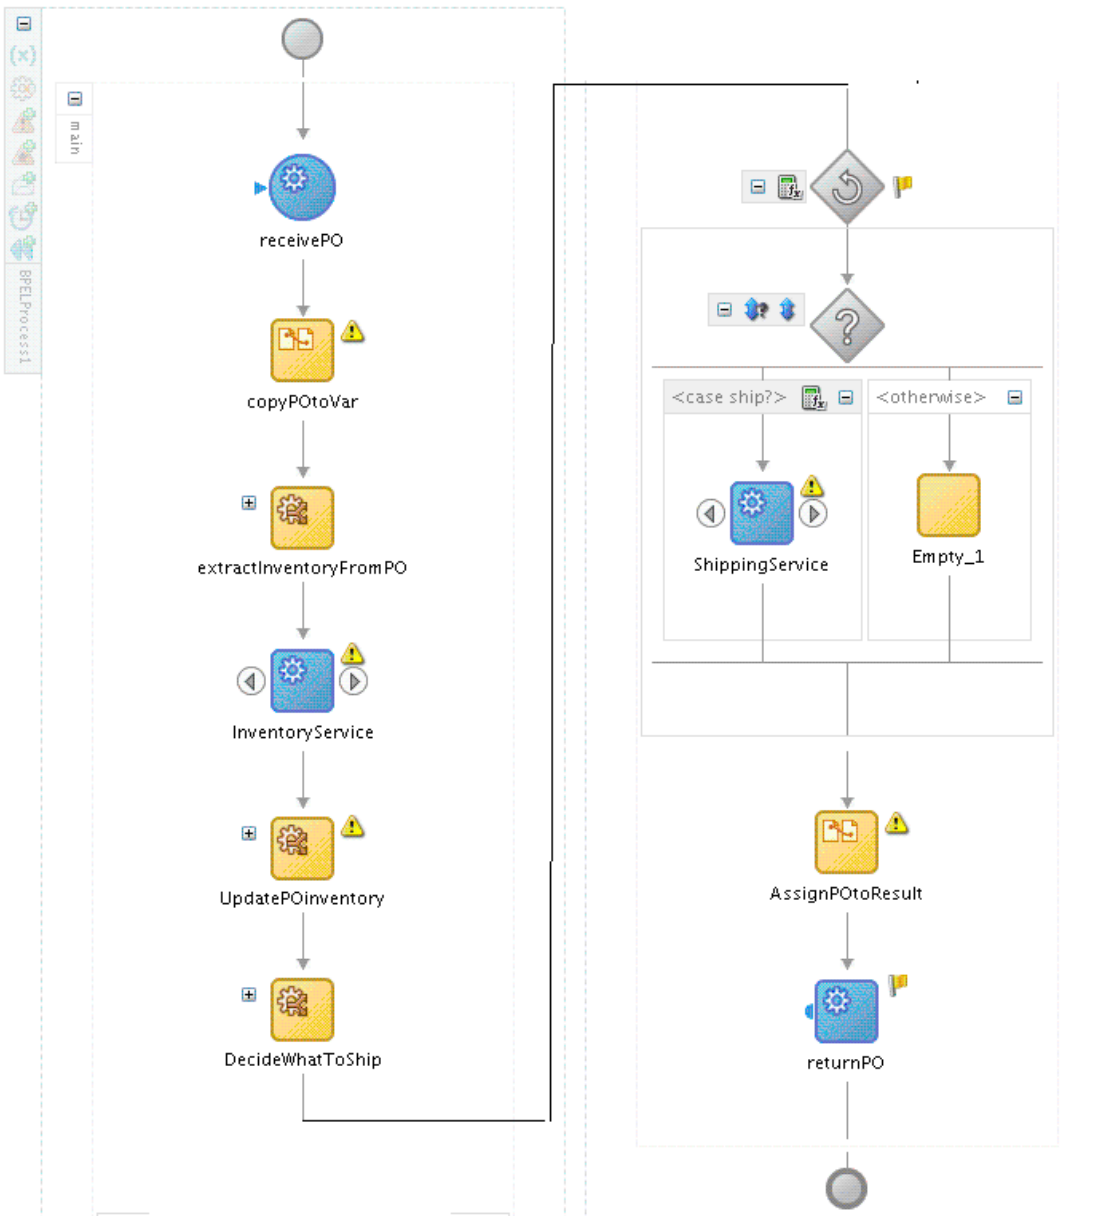 BPELProcess1
main
receivePO
copyPOtoVar
extractInventoryFromPO
InventoryService
UpdatePOinventory
DecideWhatToShip
<case ship?>
<otherwise>
ShippingService
Empty_1
AssignPOtoResult
returnPO